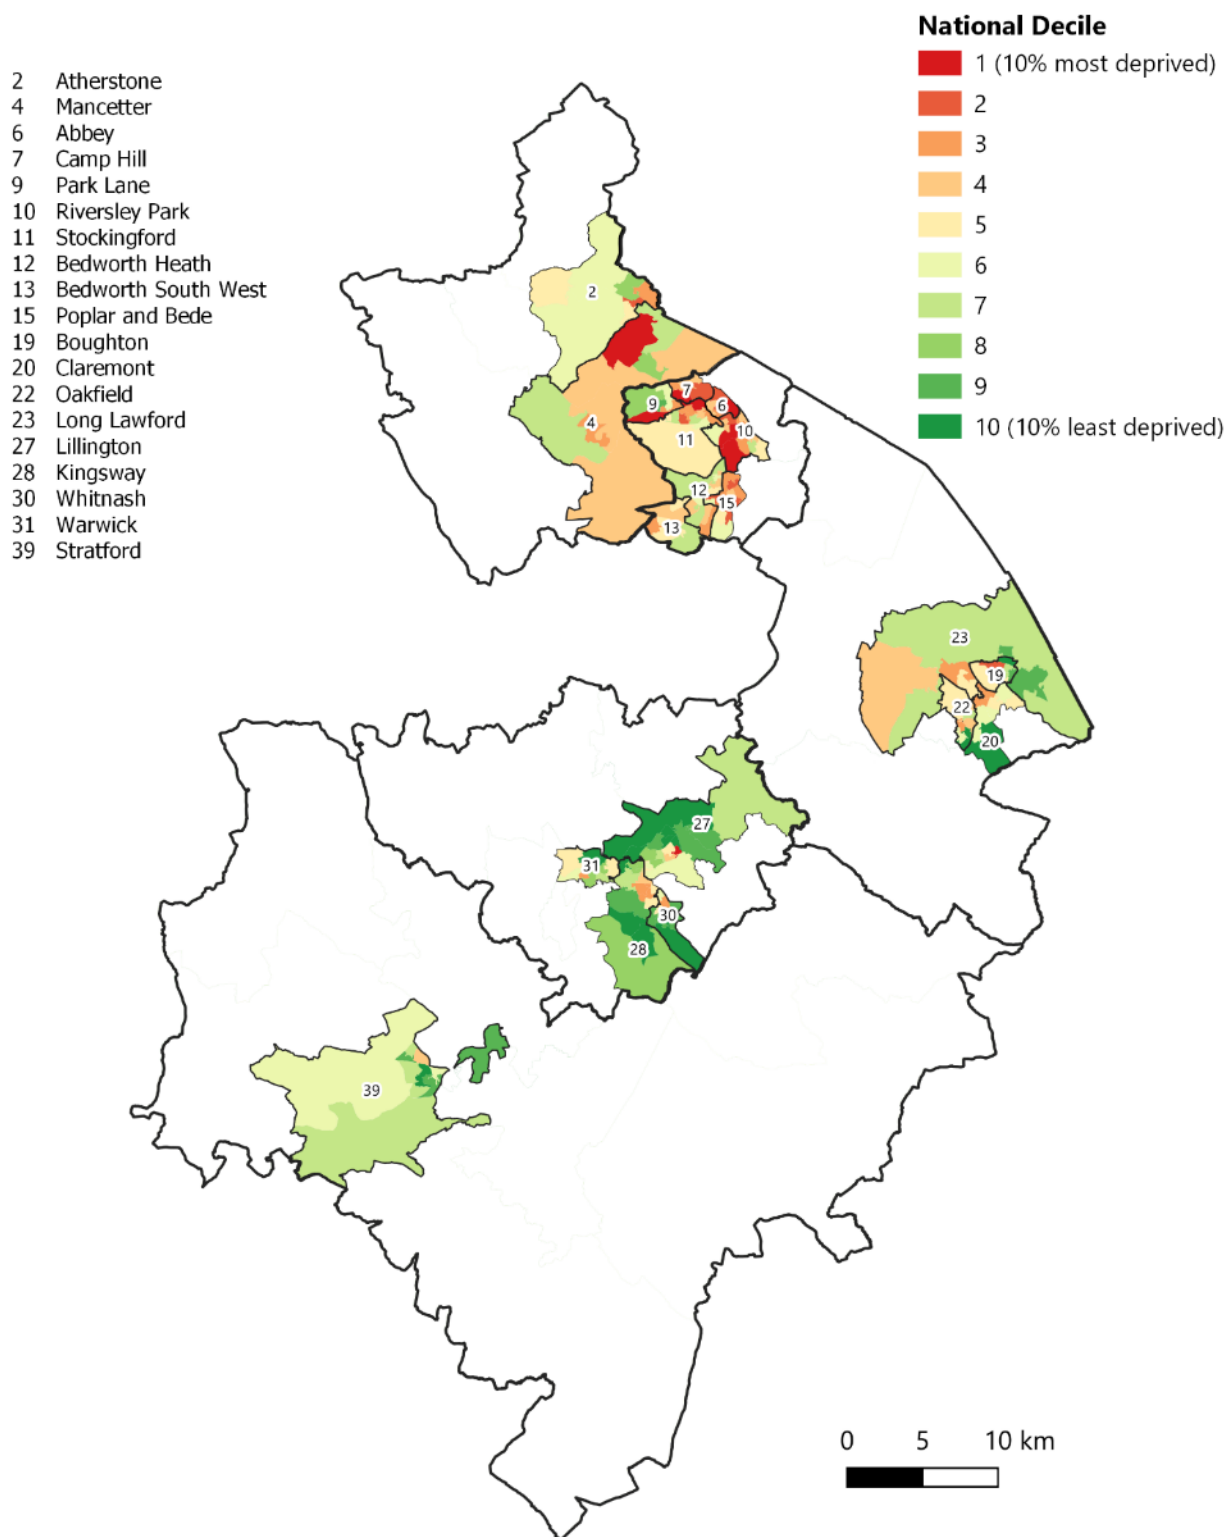 National Decile
1 (10% most deprived)
2
3
4
5
6
7
8
9
10 (10% least deprived)
2 Atherstone
4 Mancetter
6 Abbey
7 Camp Hill
9 Park Lane
10 Riversley Park
11 Stockingford
12 Bedworth Heath
13 Bedworth South West
15 Poplar and Bede
19 Boughton
20 Claremont
22 Oakfield
23 Long Lawford
27 Lillington
28 Kingsway
30 Whitnash
31 Warwick
39 Stratford
2
7
9
6
4
10
11
12
15
13
23
19
22
20
27
31
30
28
39
0 5 10 km